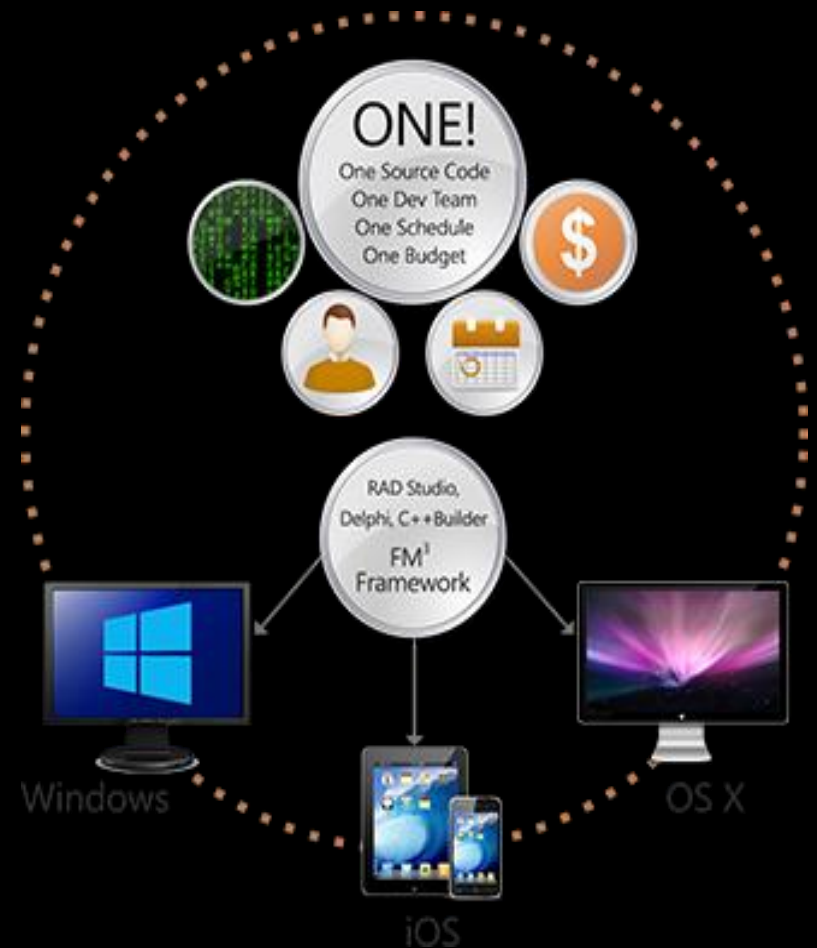 ONE!
One Source Code
One Dev Team
One Schedule
One Budget
$
RAD Studio,
Delphi, C++Builder
FM³
Framework
Windows
OS X
iOS